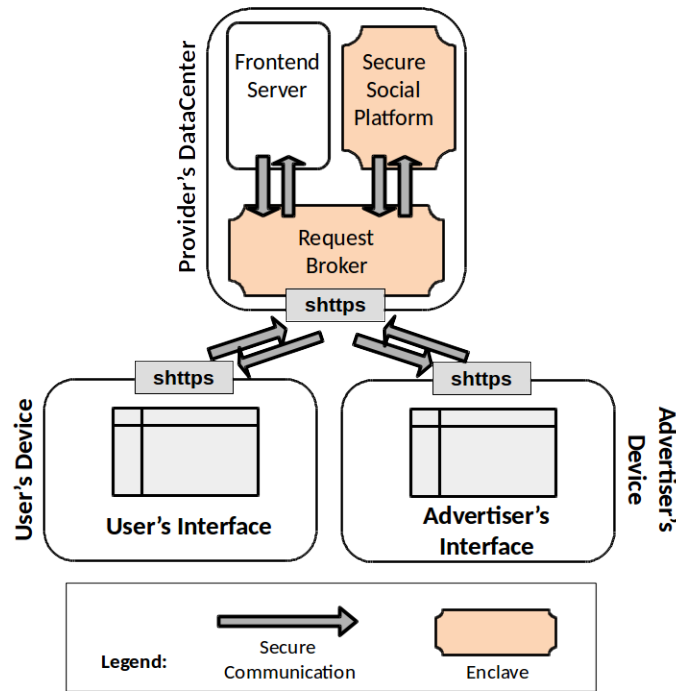 Provider's DataCenter
Frontend
Server
Secure
Social
Platform
Request
Broker
shttps
shttps
shttps
User's Device
User's Interface
Advertiser's
Interface
Advertiser's
Device
Legend:
Secure
Communication
Enclave